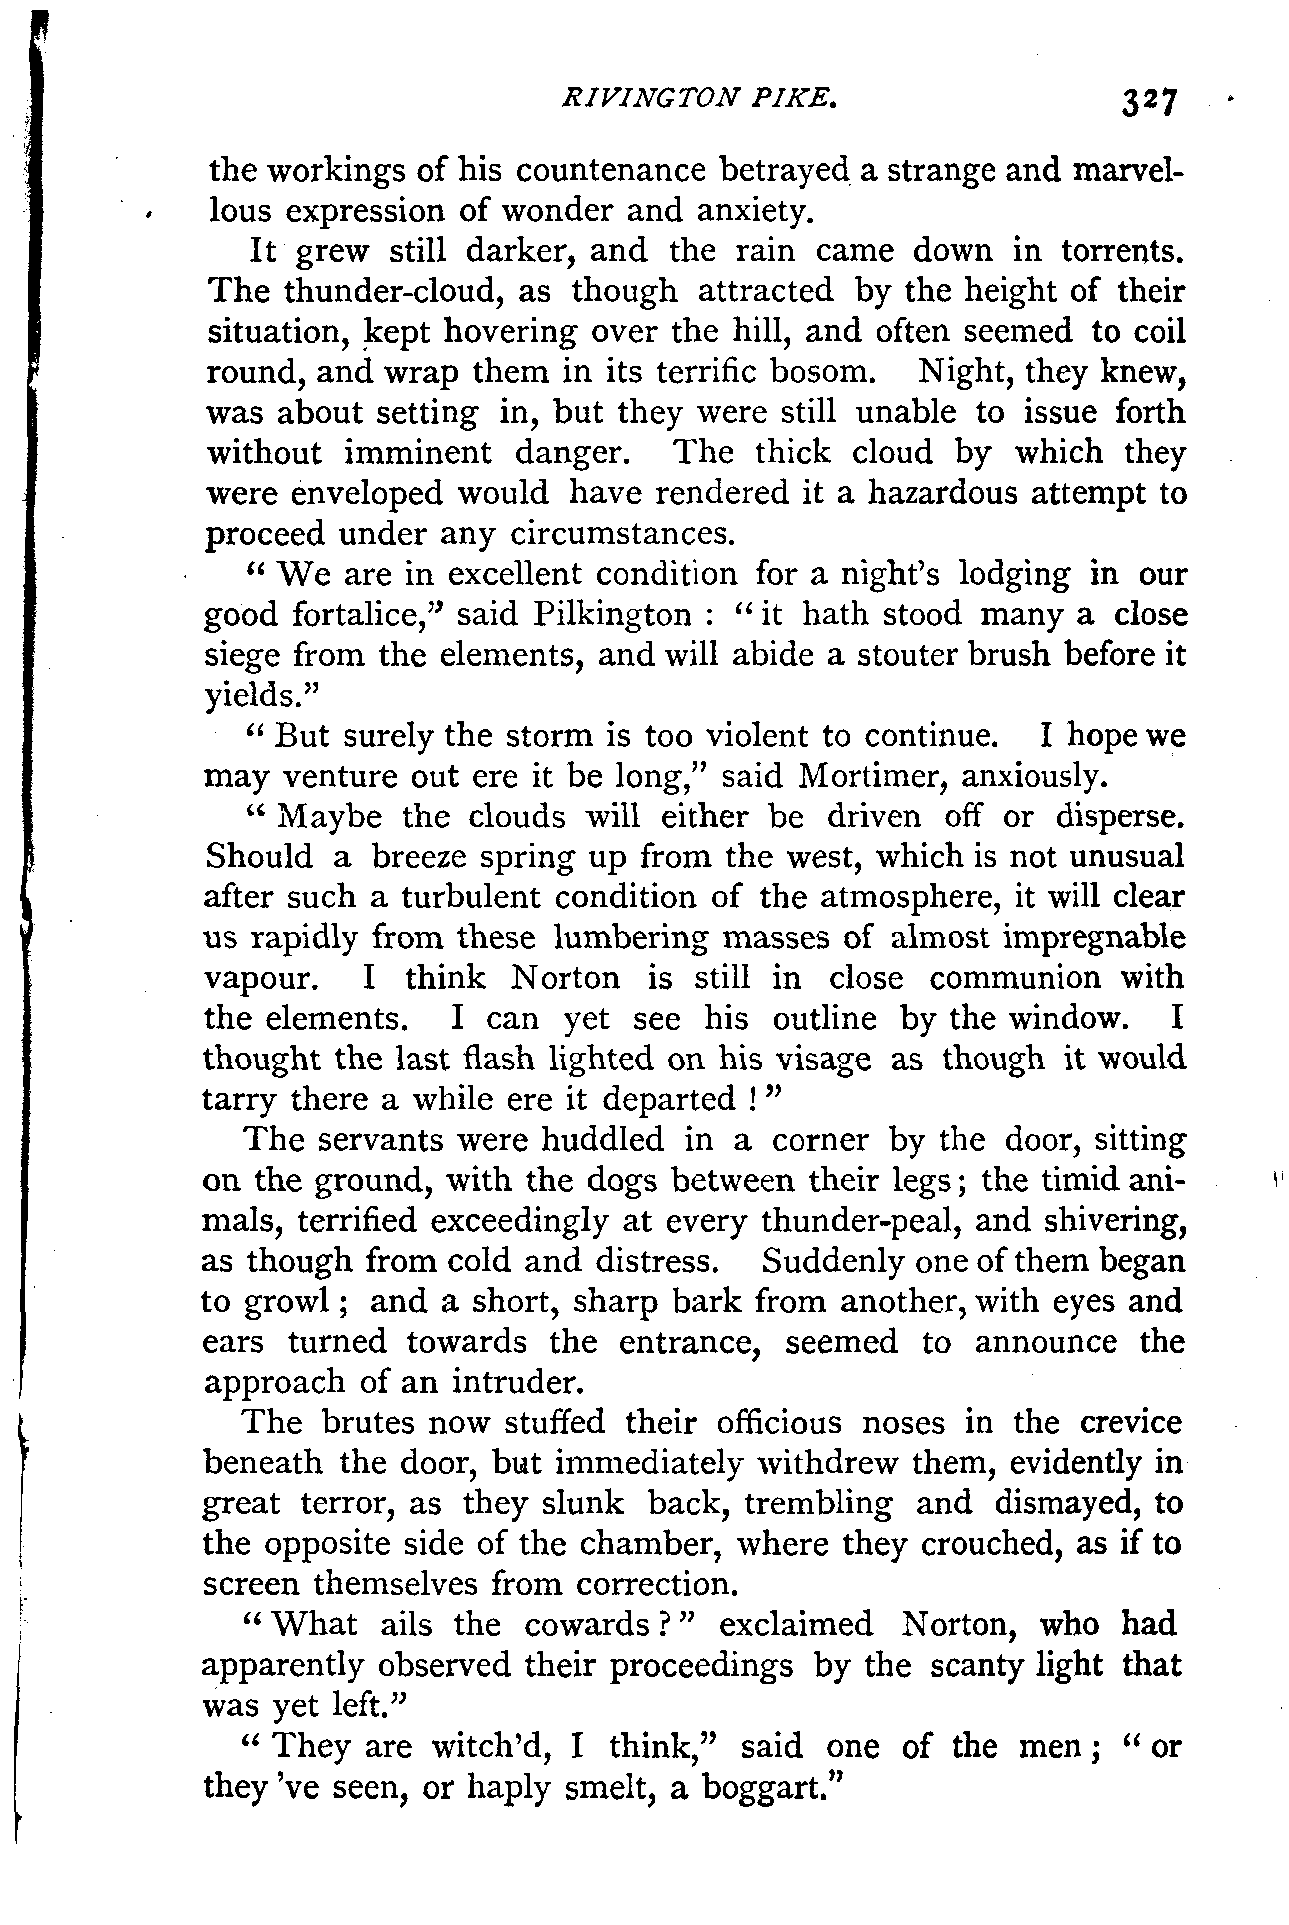 RIVINGTON PIKE. 327
the workings of his countenance betrayed a strange and marvel-
lous expression of wonder and anxiety.
It grew still darker, and the rain came down in torrents.
The thunder-cloud, as though attracted by the height of their
situation, kept hovering over the hill, and often seemed to coil
round, and wrap them in its terrific bosom. Night, they knew,
was about setting in, but they were still unable to issue forth
without imminent danger. The thick cloud by which they
were enveloped would have rendered it a hazardous attempt to
proceed under any circumstances.
“ We are in excellent condition for a night’s lodging in our
good fortalice,” said Pilkington : “ it hath stood many a close
siege from the elements, and will abide a stouter brush before it
yields.”
“ But surely the storm is too violent to continue. I hope we
may venture out ere it be long,” said Mortimer, anxiously.
“ Maybe the clouds will either be driven off or disperse.
Should a breeze spring up from the west, which is not unusual
after such a turbulent condition of the atmosphere, it will clear
us rapidly from these lumbering masses of almost impregnable
vapour. I think Norton is still in close communion with
the elements. I can yet see his outline by the window. I
thought the last flash lighted on his visage as though it would
tarry there a while ere it departed ! ”
The servants were huddled in a corner by the door, sitting
on the ground, with the dogs between their legs ; the timid ani-
mals, terrified exceedingly at every thunder-peal, and shivering,
as though from cold and distress. Suddenly one of them began
to growl ; and a short, sharp bark from another, with eyes and
ears turned towards the entrance, seemed to announce the
approach of an intruder.
The brutes now stuffed their officious noses in the crevice
beneath the door, but immediately withdrew them, evidently in
great terror, as they slunk back, trembling and dismayed, to
the opposite side of the chamber, where they crouched, as if to
screen themselves from correction.
“ What ails the cowards ? ” exclaimed Norton, who had
apparently observed their proceedings by the scanty light that
was yet left.”
“ They are witch’d, I think,” said one of the men ; “ or
they ’ve seen, or haply smelt, a boggart.”